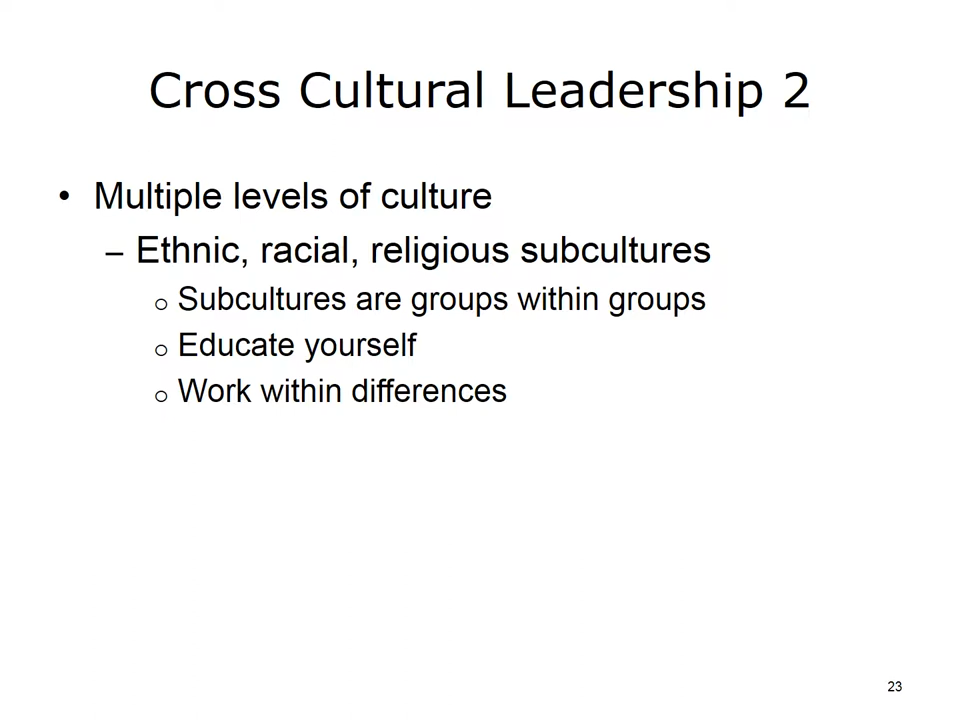 Cross Cultural Leadership 2
• Multiple levels of culture
– Ethnic, racial, religious subcultures
o Subcultures are groups within groups
o Educate yourself
o Work within differences
23